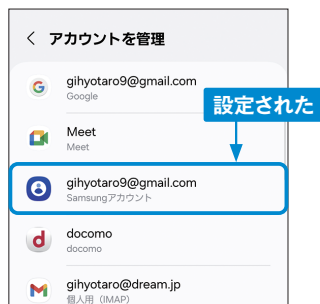 アカウントを管理
gihyotaro9@gmail.com
Google
設定された
Meet
Meet
gihyotaro9@gmail.com
Samsungアカウント
docomo
docomo
gihyotaro@dream.jp
個人用（IMAP）